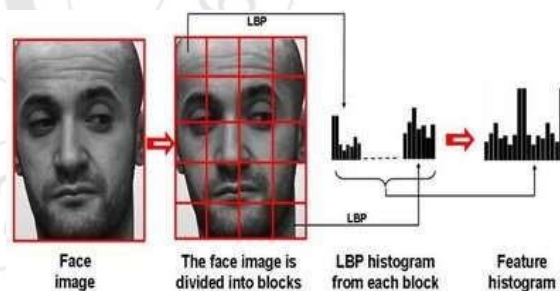 LBP
LBP
Face
image
The face image is
divided into blocks
LBP histogram
from each block
Feature
histogram